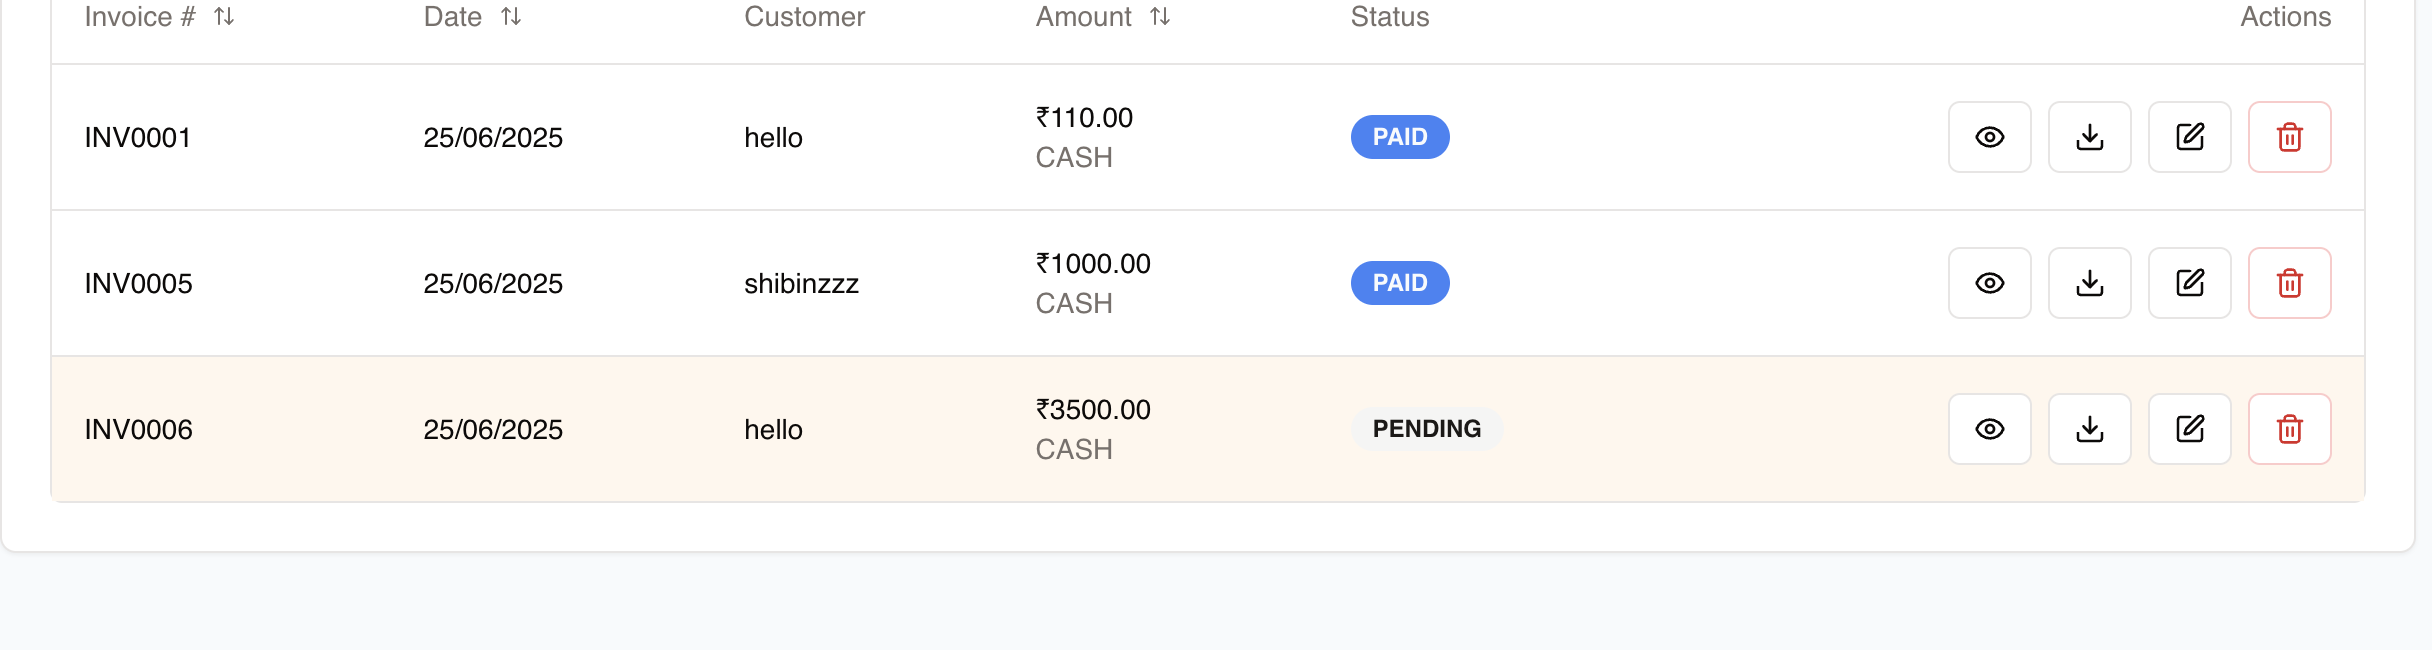 Invoice # Date Customer Amount Status Actions
INV0001 25/06/2025 hello ₹110.00 CASH PAID
INV0005 25/06/2025 shibinzzz ₹1000.00 CASH PAID
INV0006 25/06/2025 hello ₹3500.00 CASH PENDING